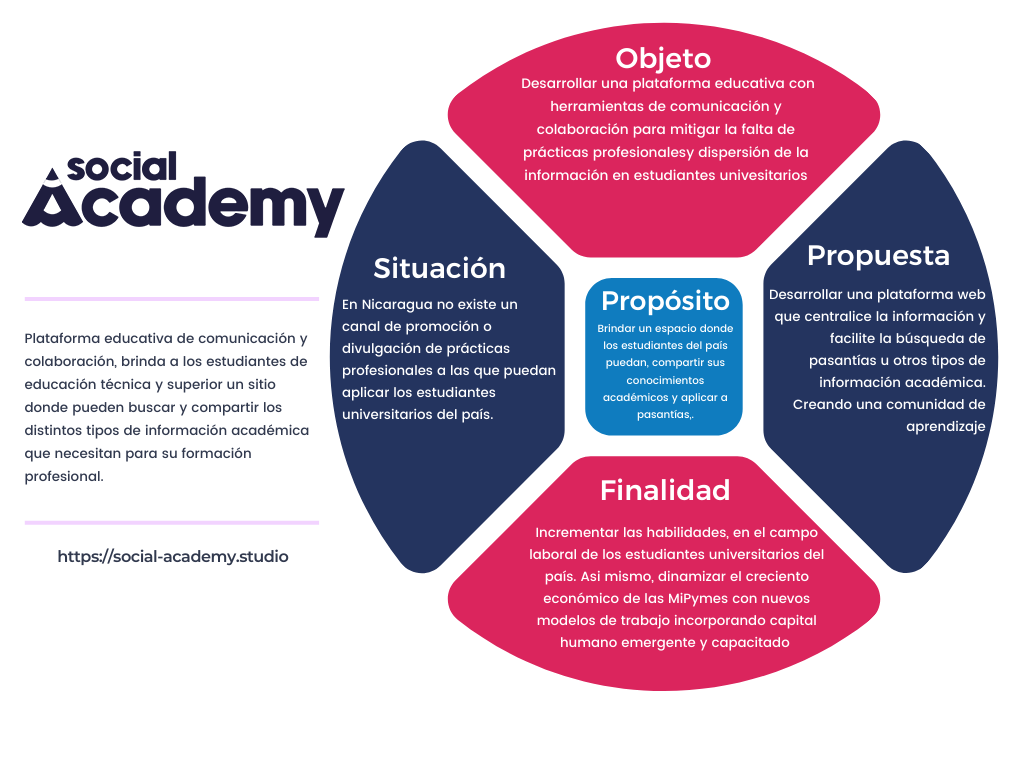 social
Academy
Plataforma educativa de comunicación y
colaboración, brinda a los estudiantes de
educación técnica y superior un sitio
donde pueden buscar y compartir los
distintos tipos de información académica
que necesitan para su formación
profesional.
https://social-academy.studio
Objeto
Desarrollar una plataforma educativa con
herramientas de comunicación y
colaboración para mitigar la falta de
prácticas profesionalesy dispersión de la
información en estudiantes univesitarios
Situación
En Nicaragua no existe un
canal de promoción o
divulgación de prácticas
profesionales a las que puedan
aplicar los estudiantes
universitarios del país.
Propósito
Brindar un espacio donde
los estudiantes del país
puedan, compartir sus
conocimientos
académicos y aplicar a
pasantías,.
Propuesta
Desarrollar una plataforma web
que centralice la información y
facilite la búsqueda de
pasantías u otros tipos de
información académica.
Creando una comunidad de
aprendizaje
Finalidad
Incrementar las habilidades, en el campo
laboral de los estudiantes universitarios del
país. Asi mismo, dinamizar el creciento
económico de las MiPymes con nuevos
modelos de trabajo incorporando capital
humano emergente y capacitado